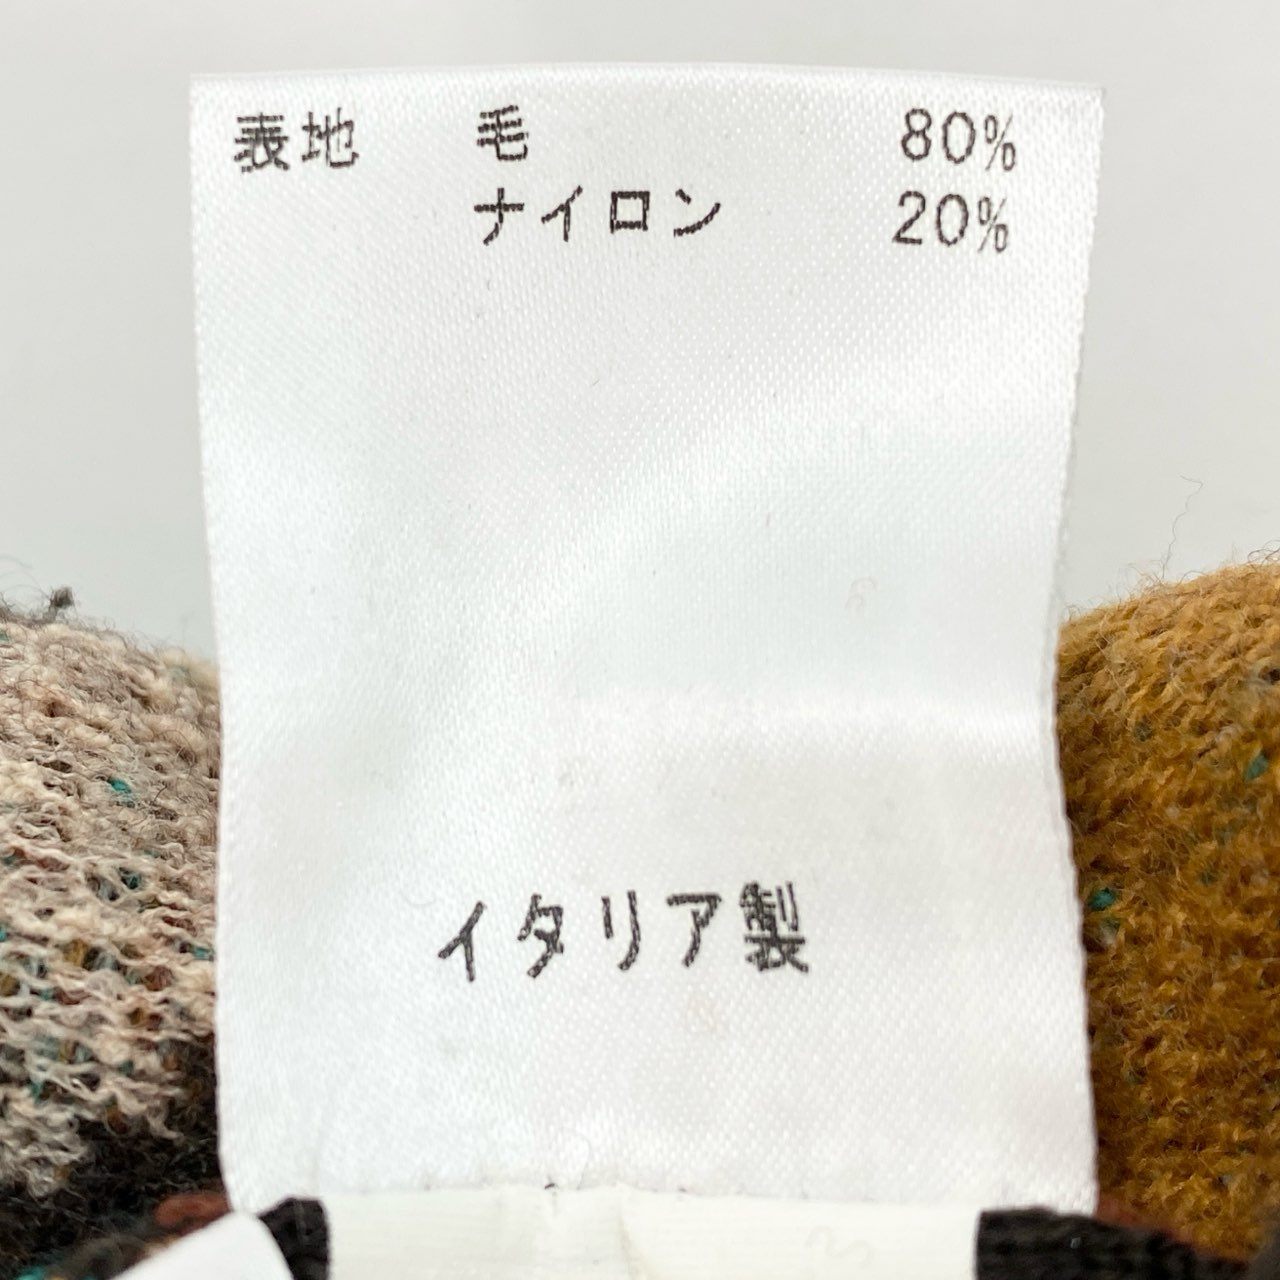 表地 毛 80%
ナイロン 20%
イタリア製